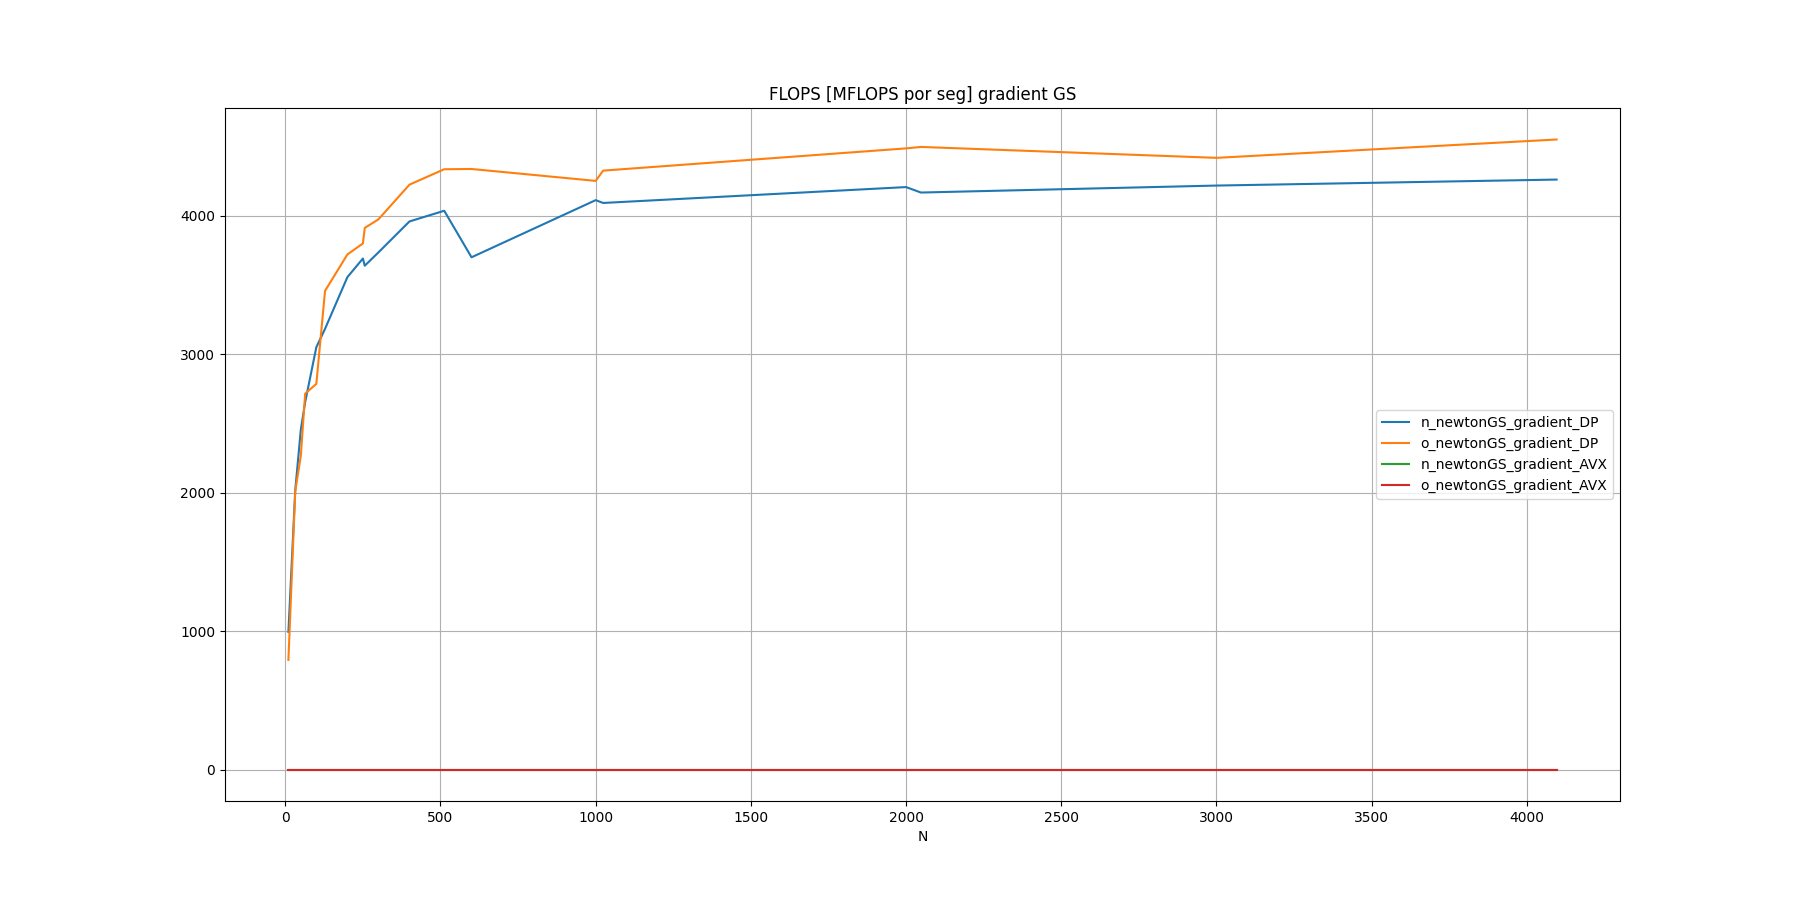 FLOPS [MFLOPS por seg] gradient GS
4000
3000
2000
1000
0
n_newtonGS_gradient_DP
o_newtonGS_gradient_DP
n_newtonGS_gradient_AVX
o_newtonGS_gradient_AVX
0 500 1000 1500 2000 2500 3000 3500 4000
N